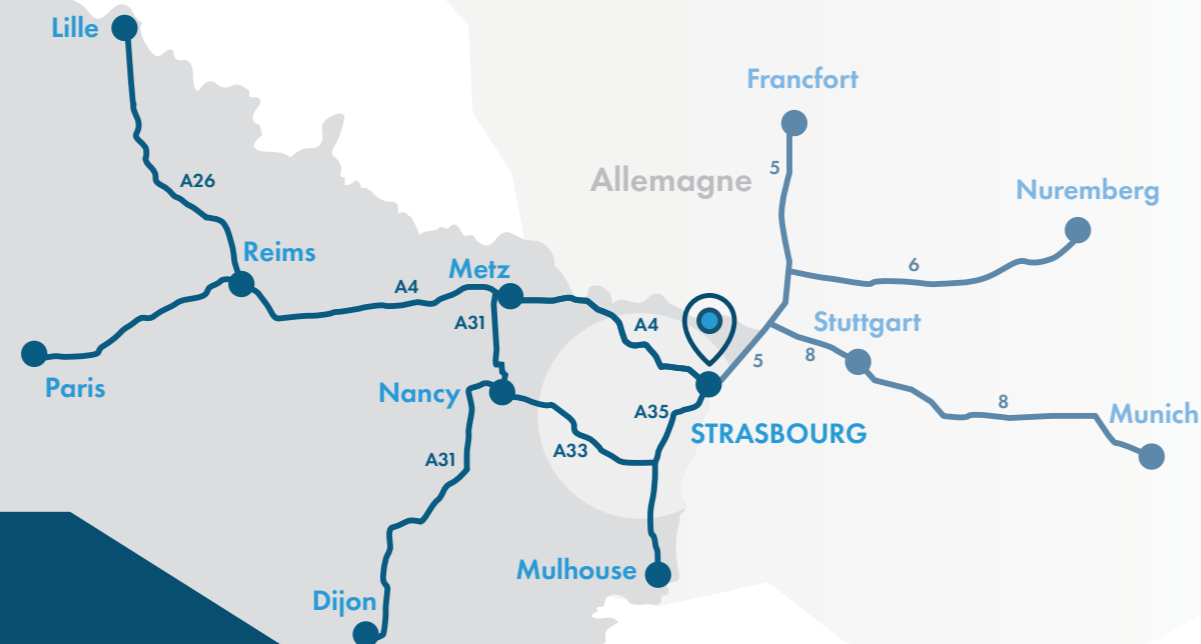 Lille
Francfort
5
Allemagne
A26
Nuremberg
Reims
6
Metz
A4
A31
A4
Stuttgart
5
8
Paris
Nancy
8
A35
Munich
STRASBOURG
A31
A33
Mulhouse
Dijon